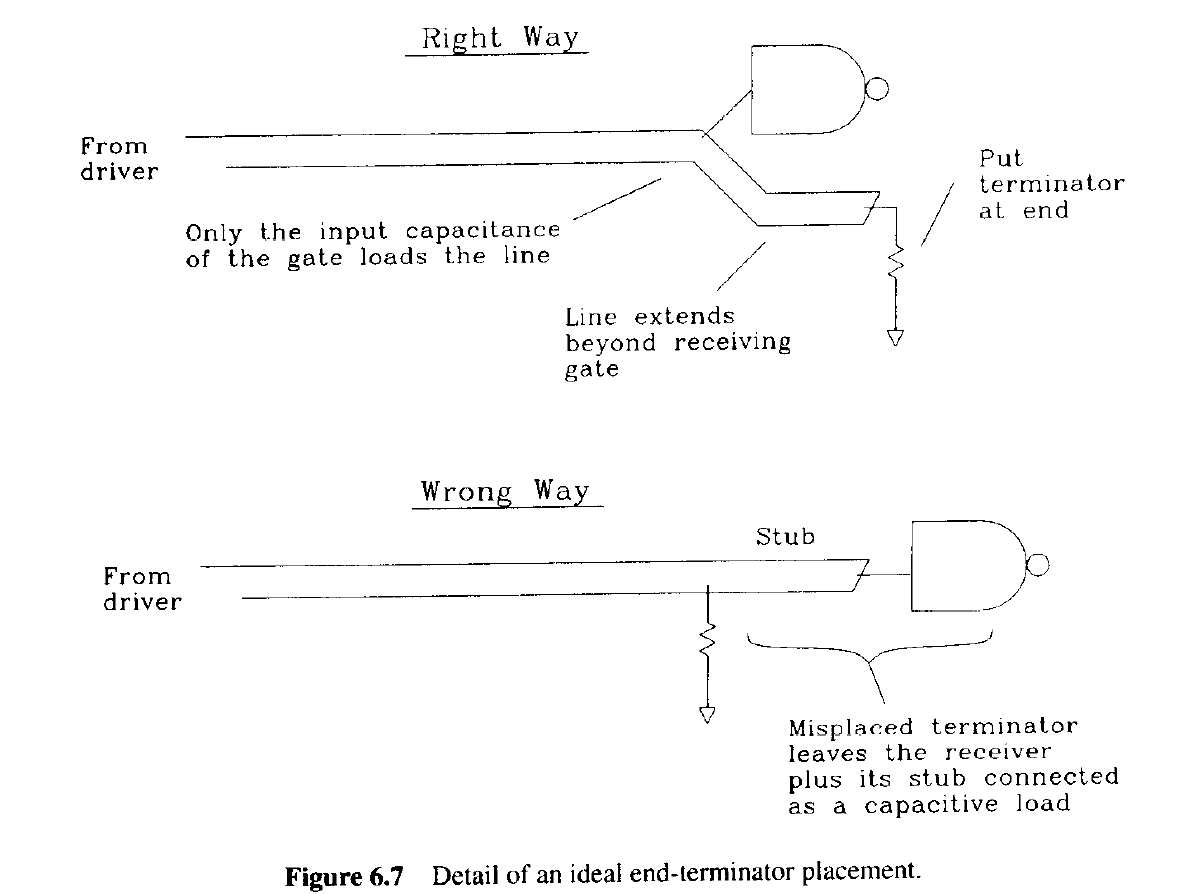 Right Way
From
driver
Put
terminator
at end
Only the input capacitance
of the gate loads the line
Line extends
beyond receiving
gate
Wrong Way
Stub
From
driver
Misplaced terminator
leaves the receiver
plus its stub connected
as a capacitive load
Figure 6.7 Detail of an ideal end-terminator placement.